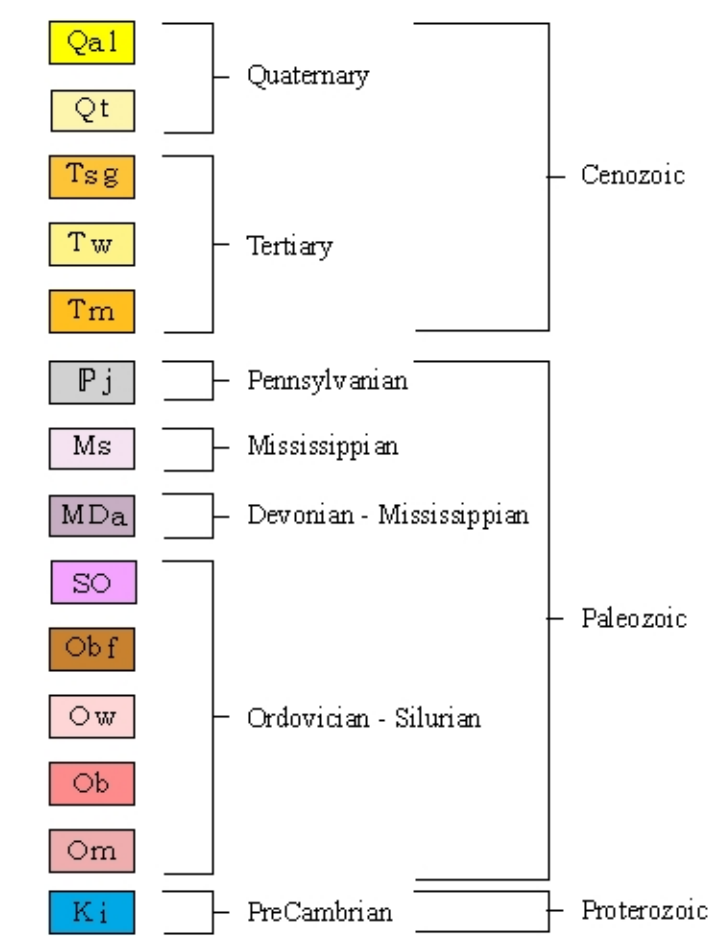 Qal
Quaternary
Qt
Tsg
Cenozoic
Tw
Tertiary
Tm
ℙj
Pennsylvanian
Ms
Mississippian
MDa
Devonian - Mississippian
SO
Paleozoic
Obf
Ow
Ordovician - Silurian
Ob
Om
Ki
PreCambrian
Proterozoic